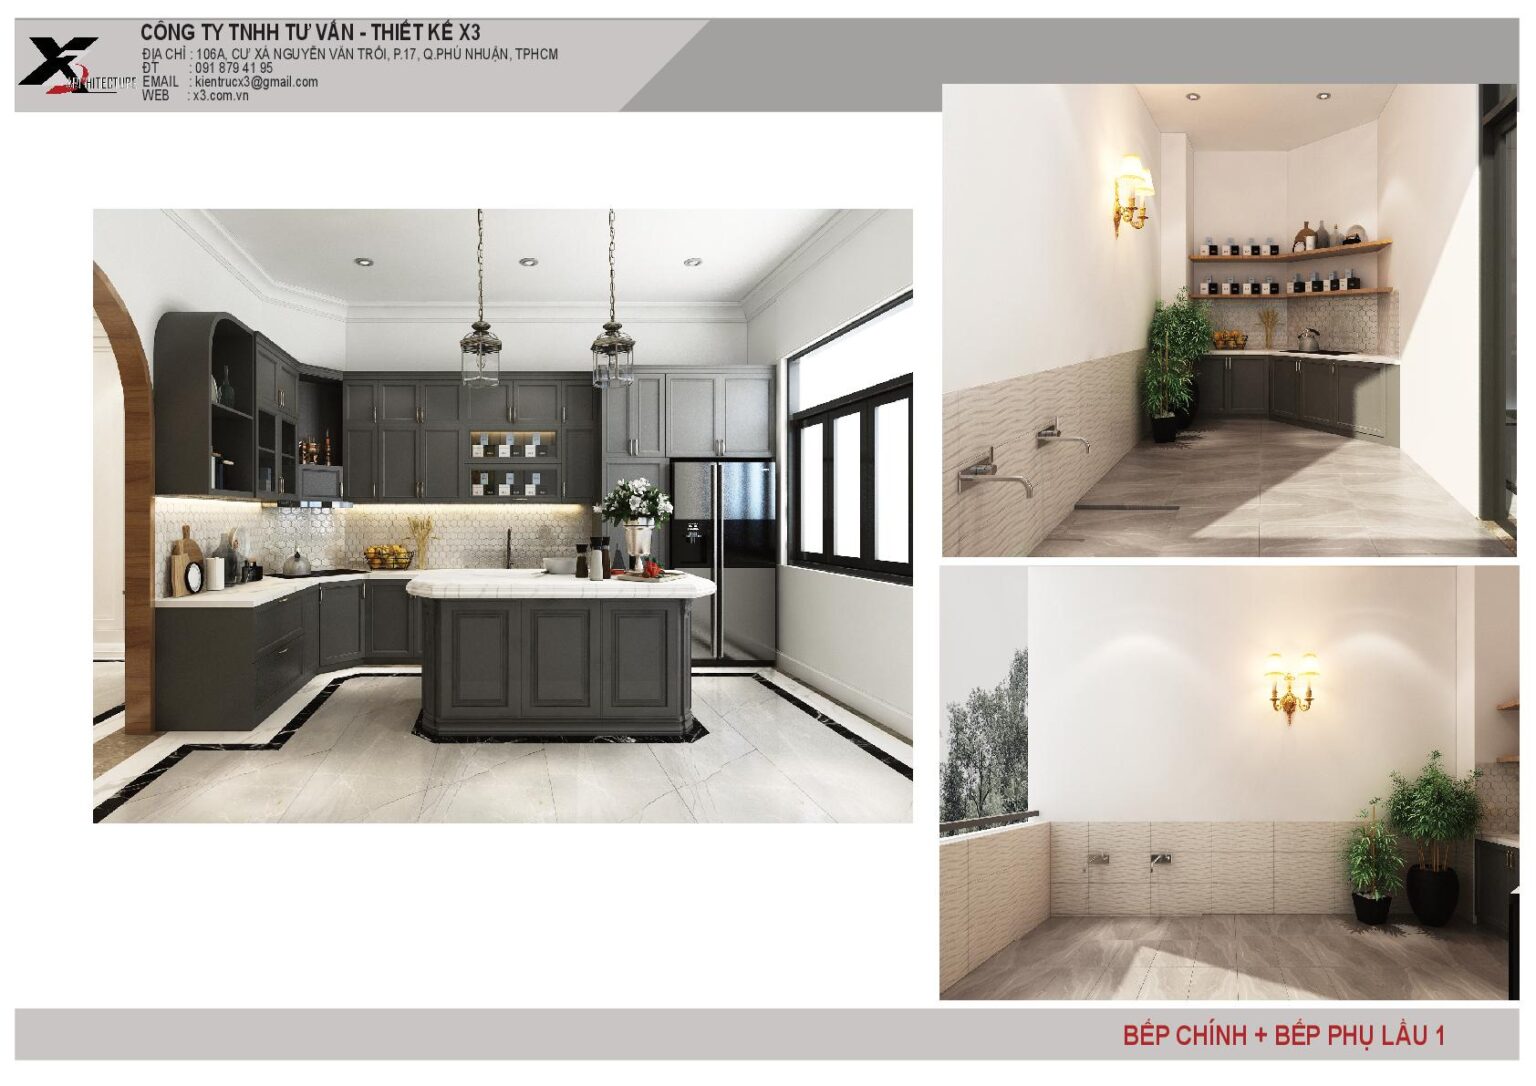 CÔNG TY TNHH TƯ VẤN - THIẾT KẾ X3
ĐỊA CHỈ : 106A, CƯ XÁ NGUYỄN VĂN TRỖI, P.17, Q.PHÚ NHUẬN, TPHCM
ĐT : 091 879 41 95
EMAIL : kientrucx3@gmail.com
WEB : x3.com.vn
X3
ARCHITECTURE
BẾP CHÍNH + BẾP PHỤ LẦU 1